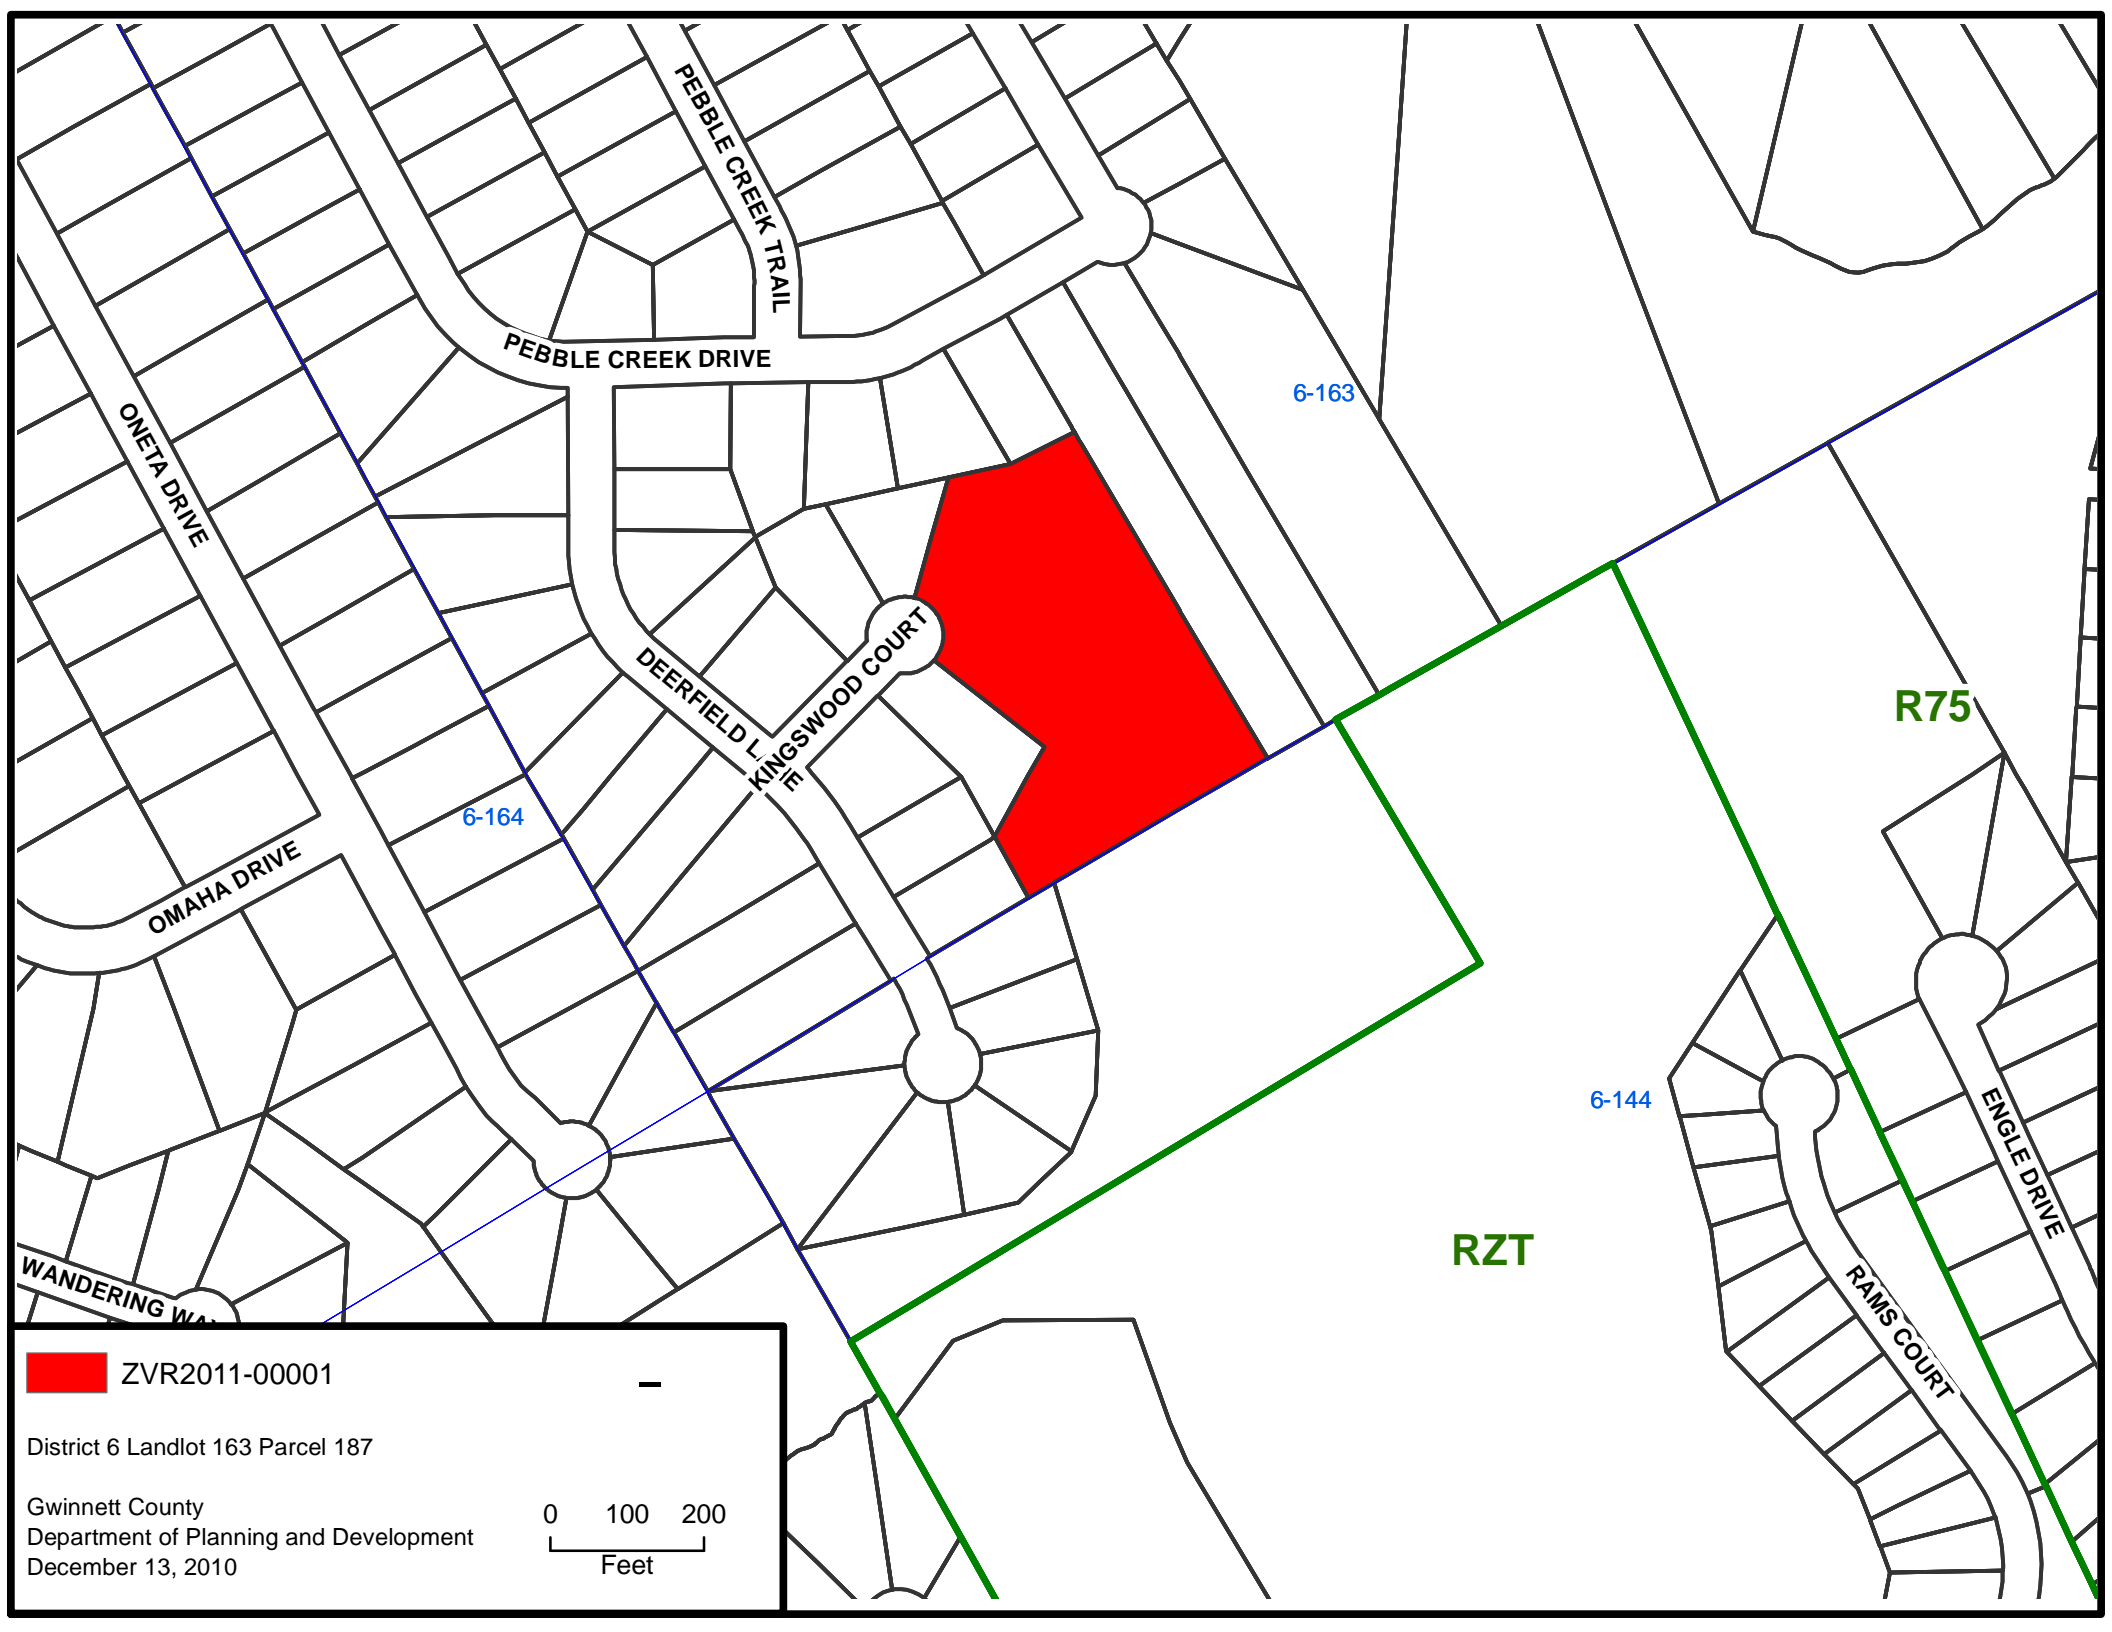 PEBBLE CREEK TRAIL
PEBBLE CREEK DRIVE
6-163
ONETA DRIVE
KINGSWOOD COURT
DEERFIELD LANE
R75
6-164
OMAHA DRIVE
6-144
ENGLE DRIVE
RZT
RAMS COURT
WANDERING WAY
ZVR2011-00001
District 6 Landlot 163 Parcel 187
Gwinnett County
Department of Planning and Development
December 13, 2010
0 100 200
Feet